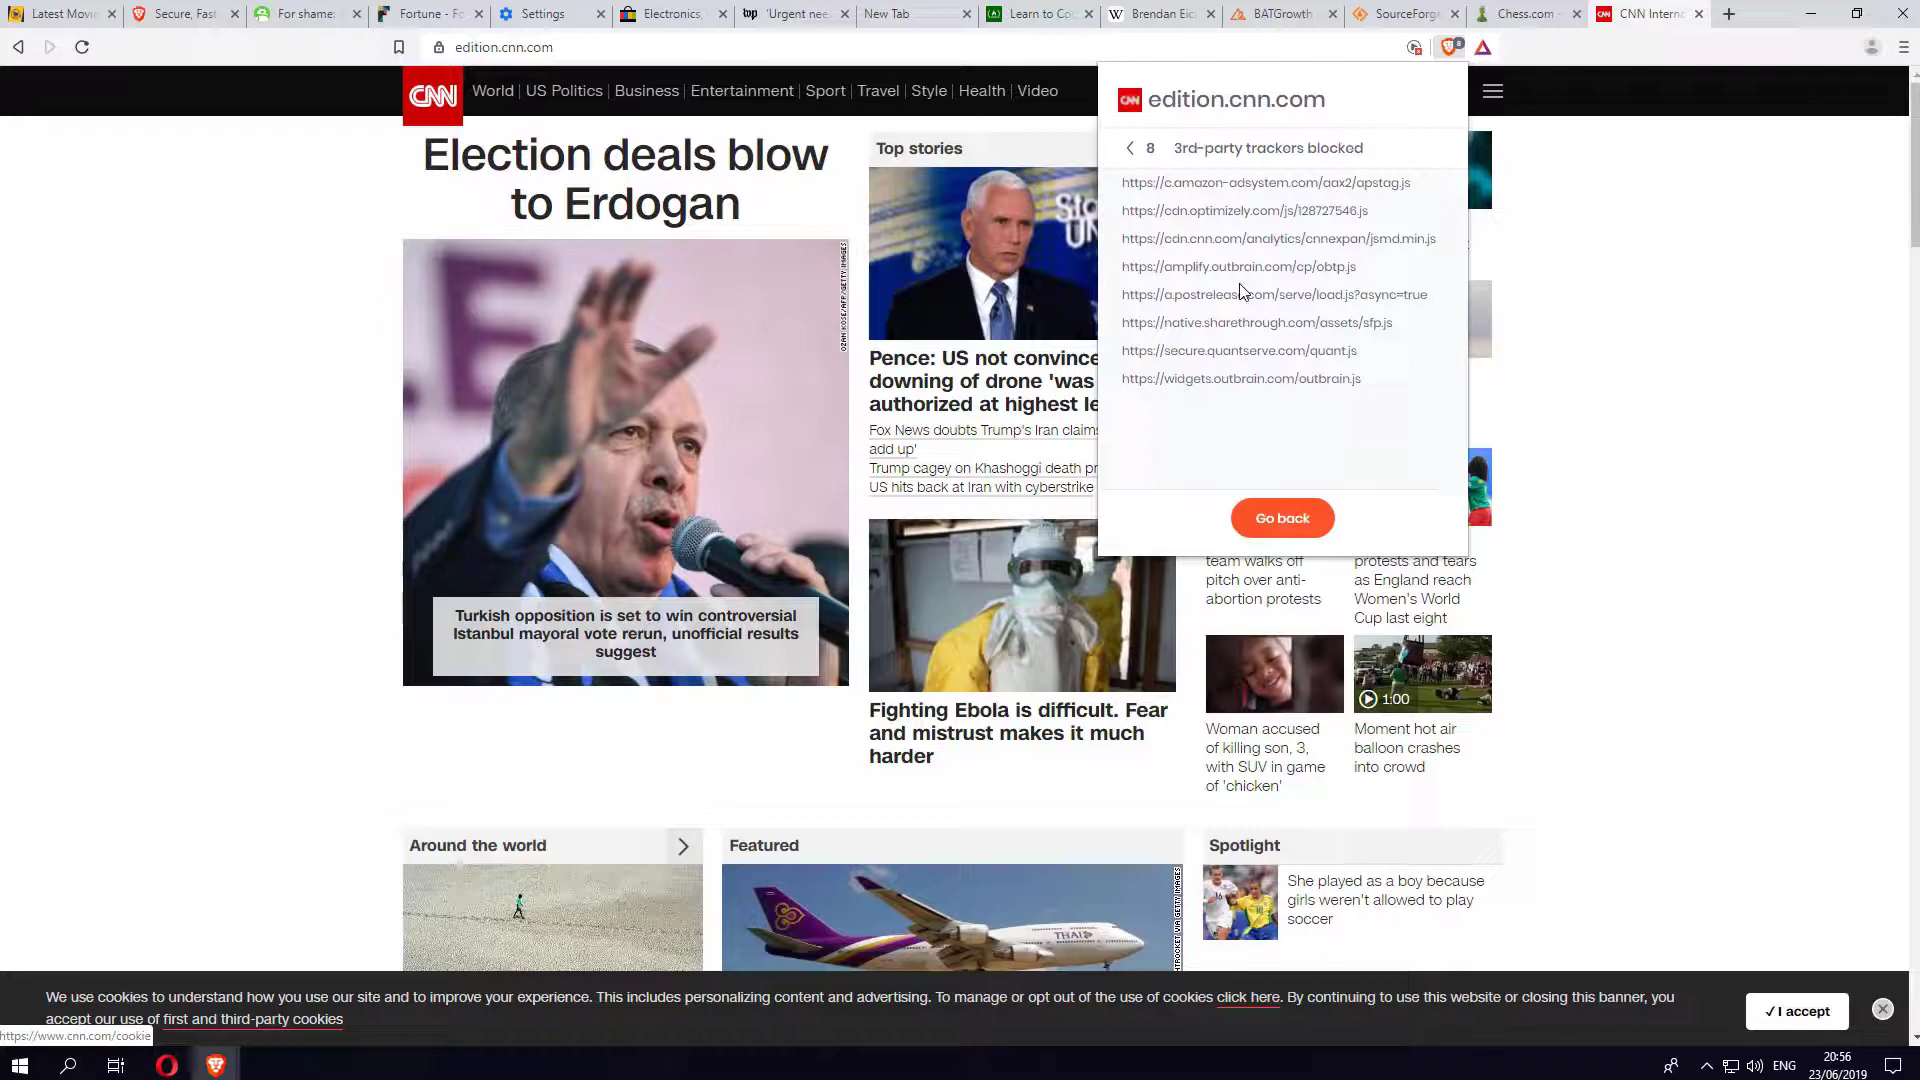 Latest Movi
Secure, Fast
For shame:
Fortune - Fo
Settings
Electronics,
wp
'Urgent nee
New Tab
Learn to Co
W
Brendan Eic
BATGrowth
SourceForge
Chess.com -
CNN Interna
edition.cnn.com
8
CNN
World
US Politics
Business
Entertainment
Sport
Travel
Style
Health
Video
Election deals blow
to Erdogan
OZAN KOSE/AFP/GETTY IMAGES
Turkish opposition is set to win controversial
Istanbul mayoral vote rerun, unofficial results
suggest
Top stories
Pence: US not convince
downing of drone 'was
authorized at highest le
Fox News doubts Trump's Iran claims
add up'
Trump cagey on Khashoggi death pr
US hits back at Iran with cyberstrike
Fighting Ebola is difficult. Fear
and mistrust makes it much
harder
CNN
edition.cnn.com
8 3rd-party trackers blocked
https://c.amazon-adsystem.com/aax2/apstag.js
https://cdn.optimizely.com/js/128727546.js
https://cdn.cnn.com/analytics/cnnexpan/jsmd.min.js
https://amplify.outbrain.com/cp/obtp.js
https://a.postrelease.com/serve/load.js?async=true
https://native.sharethrough.com/assets/sfp.js
https://secure.quantserve.com/quant.js
https://widgets.outbrain.com/outbrain.js
Go back
team walks off
pitch over anti-
abortion protests
protests and tears
as England reach
Women's World
Cup last eight
Woman accused
of killing son, 3,
with SUV in game
of 'chicken'
1:00
Moment hot air
balloon crashes
into crowd
Around the world
Featured
THAI
Spotlight
She played as a boy because
girls weren't allowed to play
soccer
We use cookies to understand how you use our site and to improve your experience. This includes personalizing content and advertising. To manage or opt out of the use of cookies click here. By continuing to use this website or closing this banner, you
accept our use of first and third-party cookies
✓ I accept
https://www.cnn.com/cookie
ENG
20:56
23/06/2019